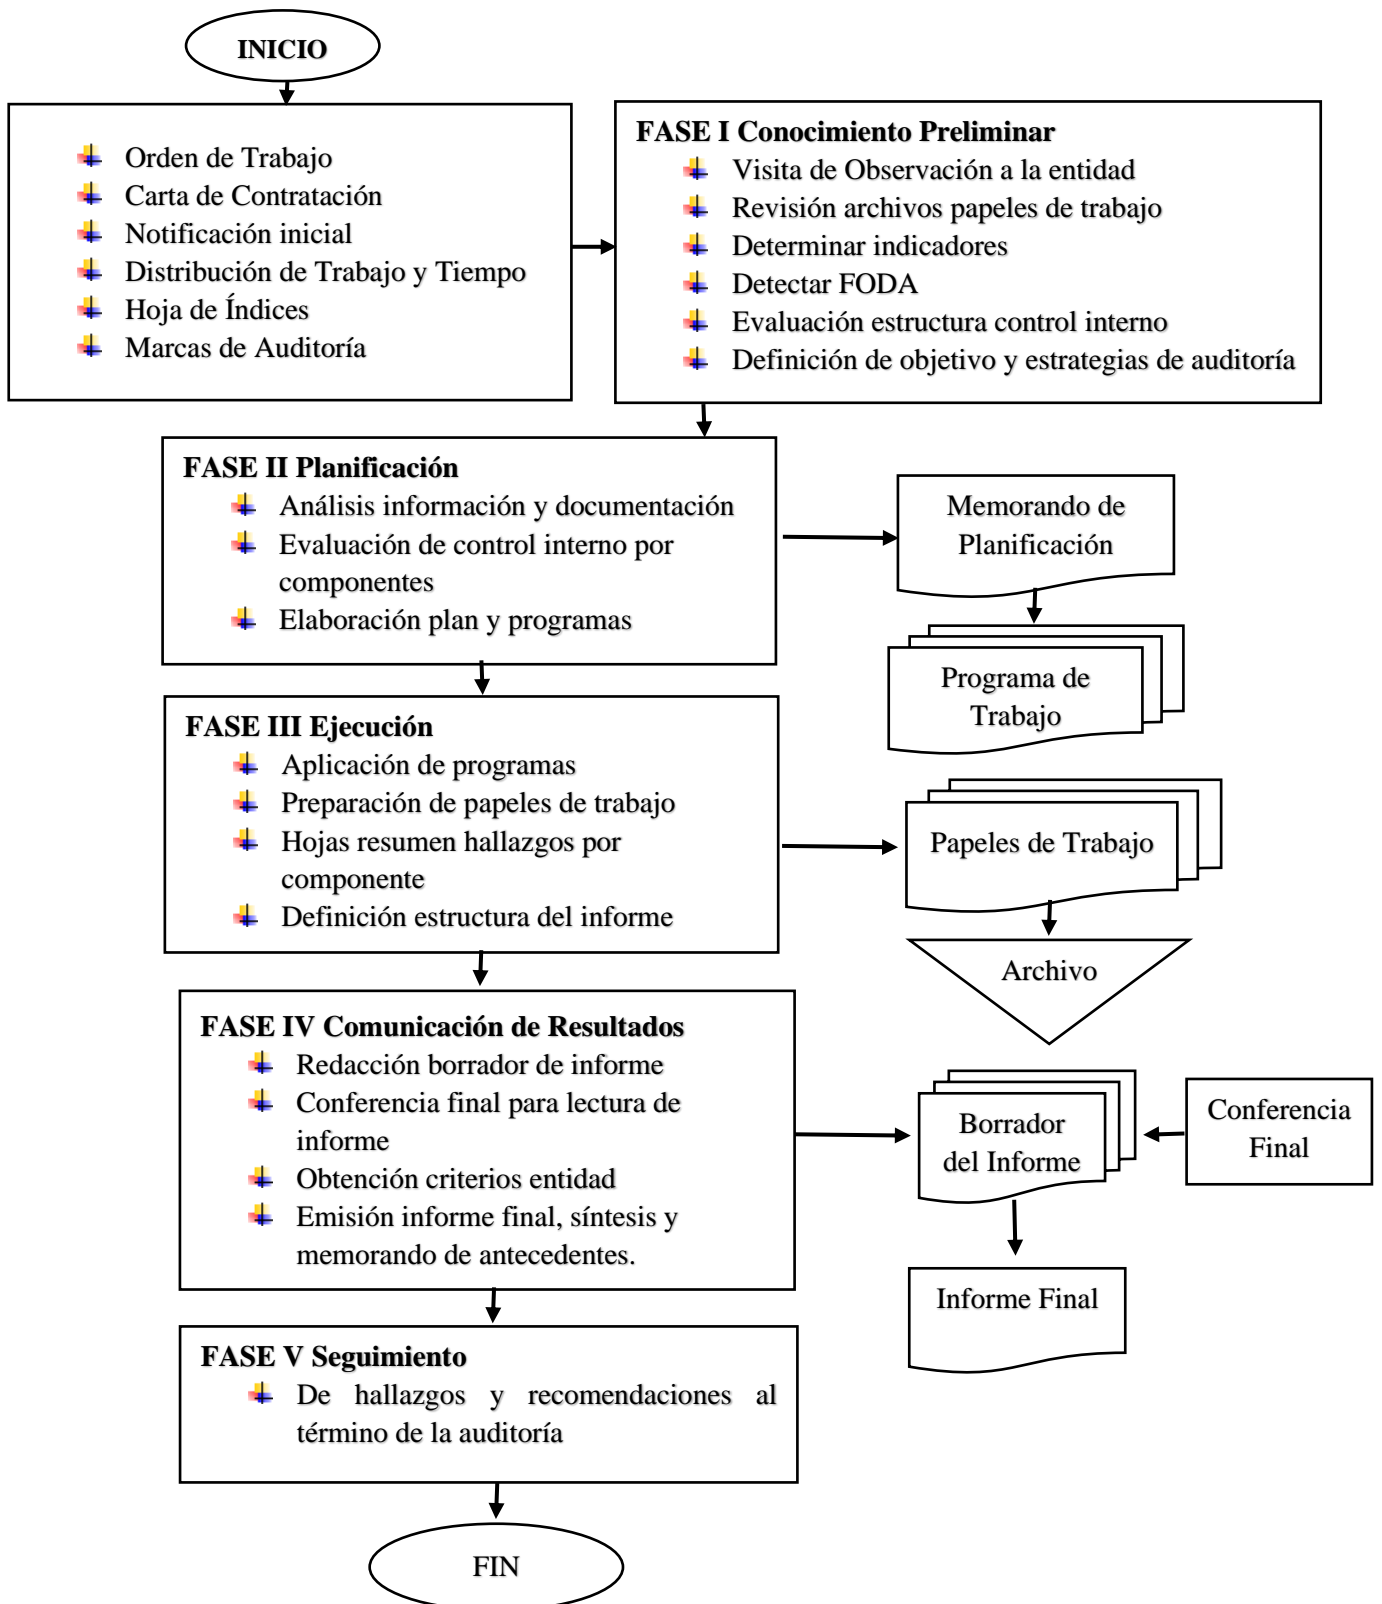 INICIO
Orden de Trabajo
Carta de Contratación
Notificación inicial
Distribución de Trabajo y Tiempo
Hoja de Índices
Marcas de Auditoría
FASE I Conocimiento Preliminar
Visita de Observación a la entidad
Revisión archivos papeles de trabajo
Determinar indicadores
Detectar FODA
Evaluación estructura control interno
Definición de objetivo y estrategias de auditoría
FASE II Planificación
Análisis información y documentación
Evaluación de control interno por
componentes
Elaboración plan y programas
Memorando de
Planificación
Programa de
Trabajo
FASE III Ejecución
Aplicación de programas
Preparación de papeles de trabajo
Hojas resumen hallazgos por
componente
Definición estructura del informe
Papeles de Trabajo
Archivo
FASE IV Comunicación de Resultados
Redacción borrador de informe
Conferencia final para lectura de
informe
Obtención criterios entidad
Emisión informe final, síntesis y
memorando de antecedentes.
Borrador
del Informe
Conferencia
Final
Informe Final
FASE V Seguimiento
De hallazgos y recomendaciones al
término de la auditoría
FIN